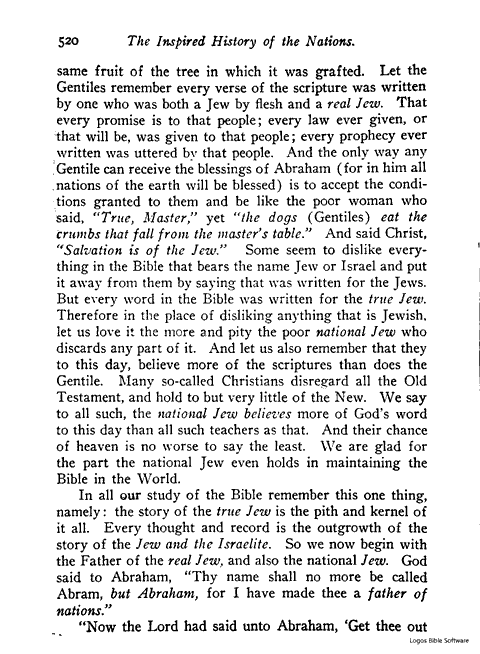 520 The Inspired History of the Nations.
same fruit of the tree in which it was grafted. Let the
Gentiles remember every verse of the scripture was written
by one who was both a Jew by flesh and a real Jew. That
every promise is to that people; every law ever given, or
that will be, was given to that people; every prophecy ever
written was uttered by that people. And the only way any
Gentile can receive the blessings of Abraham (for in him all
nations of the earth will be blessed) is to accept the condi-
tions granted to them and be like the poor woman who
said, "True, Master," yet "the dogs (Gentiles) eat the
crumbs that fall from the master's table." And said Christ,
"Salvation is of the Jew." Some seem to dislike every-
thing in the Bible that bears the name Jew or Israel and put
it away from them by saying that was written for the Jews.
But every word in the Bible was written for the true Jew.
Therefore in the place of disliking anything that is Jewish,
let us love it the more and pity the poor national Jew who
discards any part of it. And let us also remember that they
to this day, believe more of the scriptures than does the
Gentile. Many so-called Christians disregard all the Old
Testament, and hold to but very little of the New. We say
to all such, the national Jew believes more of God's word
to this day than all such teachers as that. And their chance
of heaven is no worse to say the least. We are glad for
the part the national Jew even holds in maintaining the
Bible in the World.
In all our study of the Bible remember this one thing,
namely: the story of the true Jew is the pith and kernel of
it all. Every thought and record is the outgrowth of the
story of the Jew and the Israelite. So we now begin with
the Father of the real Jew, and also the national Jew. God
said to Abraham, "Thy name shall no more be called
Abram, but Abraham, for I have made thee a father of
nations."
"Now the Lord had said unto Abraham, 'Get thee out
Logos Bible Software